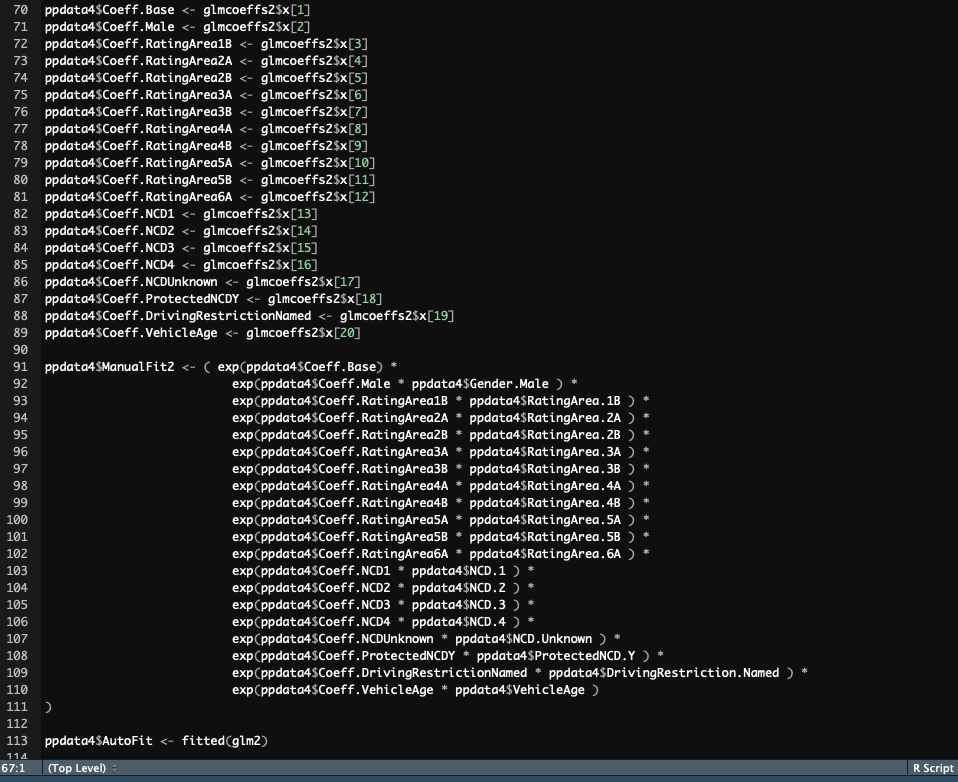 70 ppdata4$Coeff.Base <- glmcoeffs2$x[1]
71 ppdata4$Coeff.Male <- glmcoeffs2$x[2]
72 ppdata4$Coeff.RatingArea1B <- glmcoeffs2$x[3]
73 ppdata4$Coeff.RatingArea2A <- glmcoeffs2$x[4]
74 ppdata4$Coeff.RatingArea2B <- glmcoeffs2$x[5]
75 ppdata4$Coeff.RatingArea3A <- glmcoeffs2$x[6]
76 ppdata4$Coeff.RatingArea3B <- glmcoeffs2$x[7]
77 ppdata4$Coeff.RatingArea4A <- glmcoeffs2$x[8]
78 ppdata4$Coeff.RatingArea4B <- glmcoeffs2$x[9]
79 ppdata4$Coeff.RatingArea5A <- glmcoeffs2$x[10]
80 ppdata4$Coeff.RatingArea5B <- glmcoeffs2$x[11]
81 ppdata4$Coeff.RatingArea6A <- glmcoeffs2$x[12]
82 ppdata4$Coeff.NCD1 <- glmcoeffs2$x[13]
83 ppdata4$Coeff.NCD2 <- glmcoeffs2$x[14]
84 ppdata4$Coeff.NCD3 <- glmcoeffs2$x[15]
85 ppdata4$Coeff.NCD4 <- glmcoeffs2$x[16]
86 ppdata4$Coeff.NCDUnknown <- glmcoeffs2$x[17]
87 ppdata4$Coeff.ProtectedNCDY <- glmcoeffs2$x[18]
88 ppdata4$Coeff.DrivingRestrictionNamed <- glmcoeffs2$x[19]
89 ppdata4$Coeff.VehicleAge <- glmcoeffs2$x[20]
90
91 ppdata4$ManualFit2 <- ( exp(ppdata4$Coeff.Base) *
92 exp(ppdata4$Coeff.Male * ppdata4$Gender.Male ) *
93 exp(ppdata4$Coeff.RatingArea1B * ppdata4$RatingArea.1B ) *
94 exp(ppdata4$Coeff.RatingArea2A * ppdata4$RatingArea.2A ) *
95 exp(ppdata4$Coeff.RatingArea2B * ppdata4$RatingArea.2B ) *
96 exp(ppdata4$Coeff.RatingArea3A * ppdata4$RatingArea.3A ) *
97 exp(ppdata4$Coeff.RatingArea3B * ppdata4$RatingArea.3B ) *
98 exp(ppdata4$Coeff.RatingArea4A * ppdata4$RatingArea.4A ) *
99 exp(ppdata4$Coeff.RatingArea4B * ppdata4$RatingArea.4B ) *
100 exp(ppdata4$Coeff.RatingArea5A * ppdata4$RatingArea.5A ) *
101 exp(ppdata4$Coeff.RatingArea5B * ppdata4$RatingArea.5B ) *
102 exp(ppdata4$Coeff.RatingArea6A * ppdata4$RatingArea.6A ) *
103 exp(ppdata4$Coeff.NCD1 * ppdata4$NCD.1 ) *
104 exp(ppdata4$Coeff.NCD2 * ppdata4$NCD.2 ) *
105 exp(ppdata4$Coeff.NCD3 * ppdata4$NCD.3 ) *
106 exp(ppdata4$Coeff.NCD4 * ppdata4$NCD.4 ) *
107 exp(ppdata4$Coeff.NCDUnknown * ppdata4$NCD.Unknown ) *
108 exp(ppdata4$Coeff.ProtectedNCDY * ppdata4$ProtectedNCD.Y ) *
109 exp(ppdata4$Coeff.DrivingRestrictionNamed * ppdata4$DrivingRestriction.Named ) *
110 exp(ppdata4$Coeff.VehicleAge * ppdata4$VehicleAge )
111 )
112
113 ppdata4$AutoFit <- fitted(glm2)
114
67:1 (Top Level) R Script